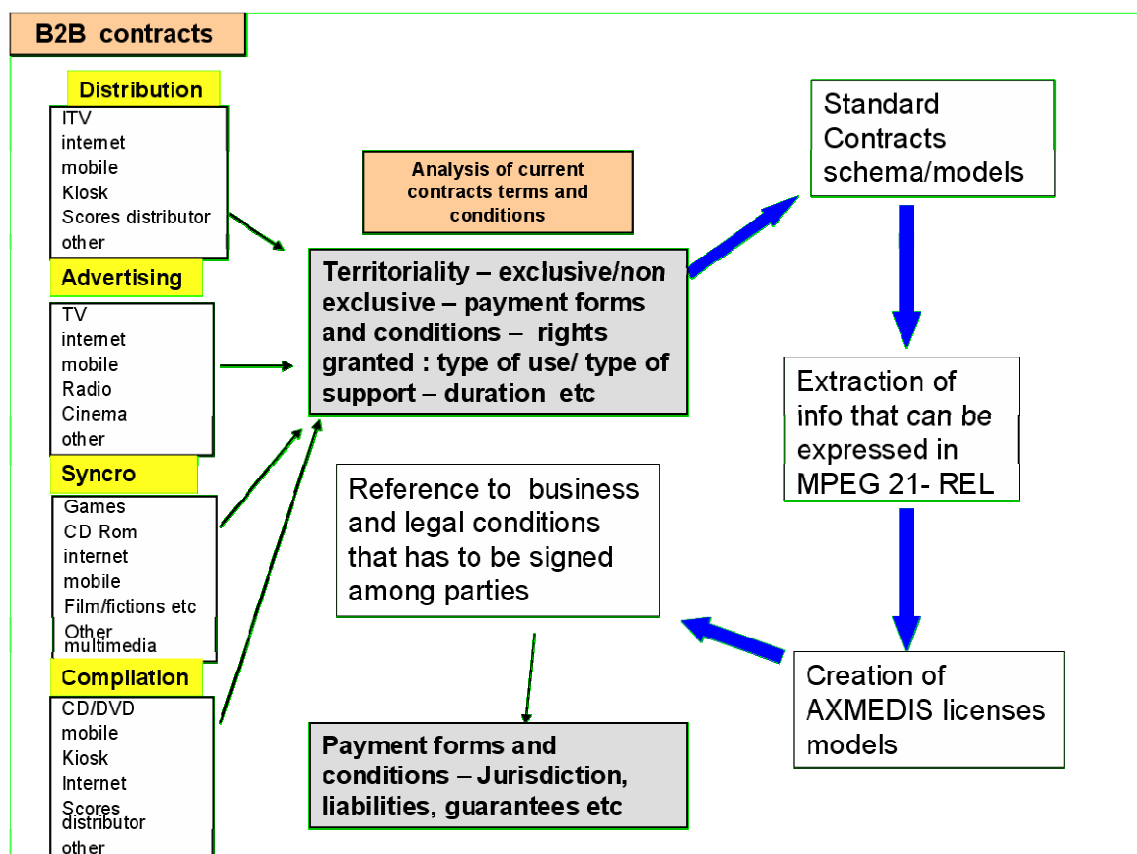 B2B contracts
Distribution
ITV
internet
mobile
Klosk
Scores distributor
other
Advertising
TV
internet
mobile
Radio
Cinema
other
Syncro
Games
CD Rom
internet
mobile
Film/fictions etc
Other
multimedia
Compilation
CD/DVD
mobile
Kiosk
Internet
Scores
distributor
other
Analysis of current
contracts terms and
conditions
Territoriality – exclusive/non
exclusive – payment forms
and conditions – rights
granted : type of use/ type of
support – duration etc
Reference to business
and legal conditions
that has to be signed
among parties
Payment forms and
conditions – Jurisdiction,
liabilities, guarantees etc
Standard
Contracts
schema/models
Extraction of
info that can be
expressed in
MPEG 21- REL
Creation of
AXMEDIS licenses
models